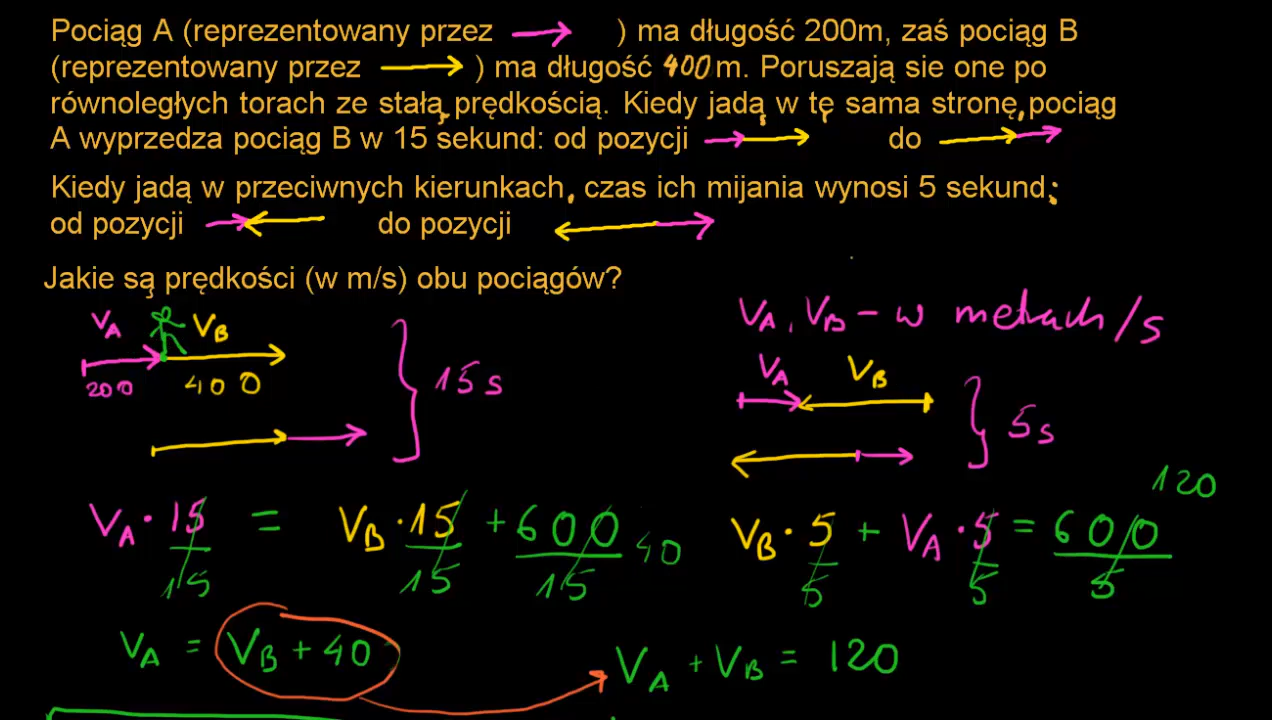 Pociąg A (reprezentowany przez ) ma długość 200m, zaś pociąg B
(reprezentowany przez ) ma długość 400 m. Poruszają sie one po
równoległych torach ze stałą prędkością. Kiedy jadą w tę sama stronę, pociąg
A wyprzedza pociąg B w 15 sekund: od pozycji do
Kiedy jadą w przeciwnych kierunkach, czas ich mijania wynosi 5 sekund;
od pozycji do pozycji
Jakie są prędkości (w m/s) obu pociągów?
VA VB
200 400
15 s
VA, VB – w metrach/s
VA VB
5s
VA · 15/15 = VB · 15/15 + 600/15 40
VB · 5/5 + VA · 5/5 = 600/5 120
VA = VB + 40
VA + VB = 120